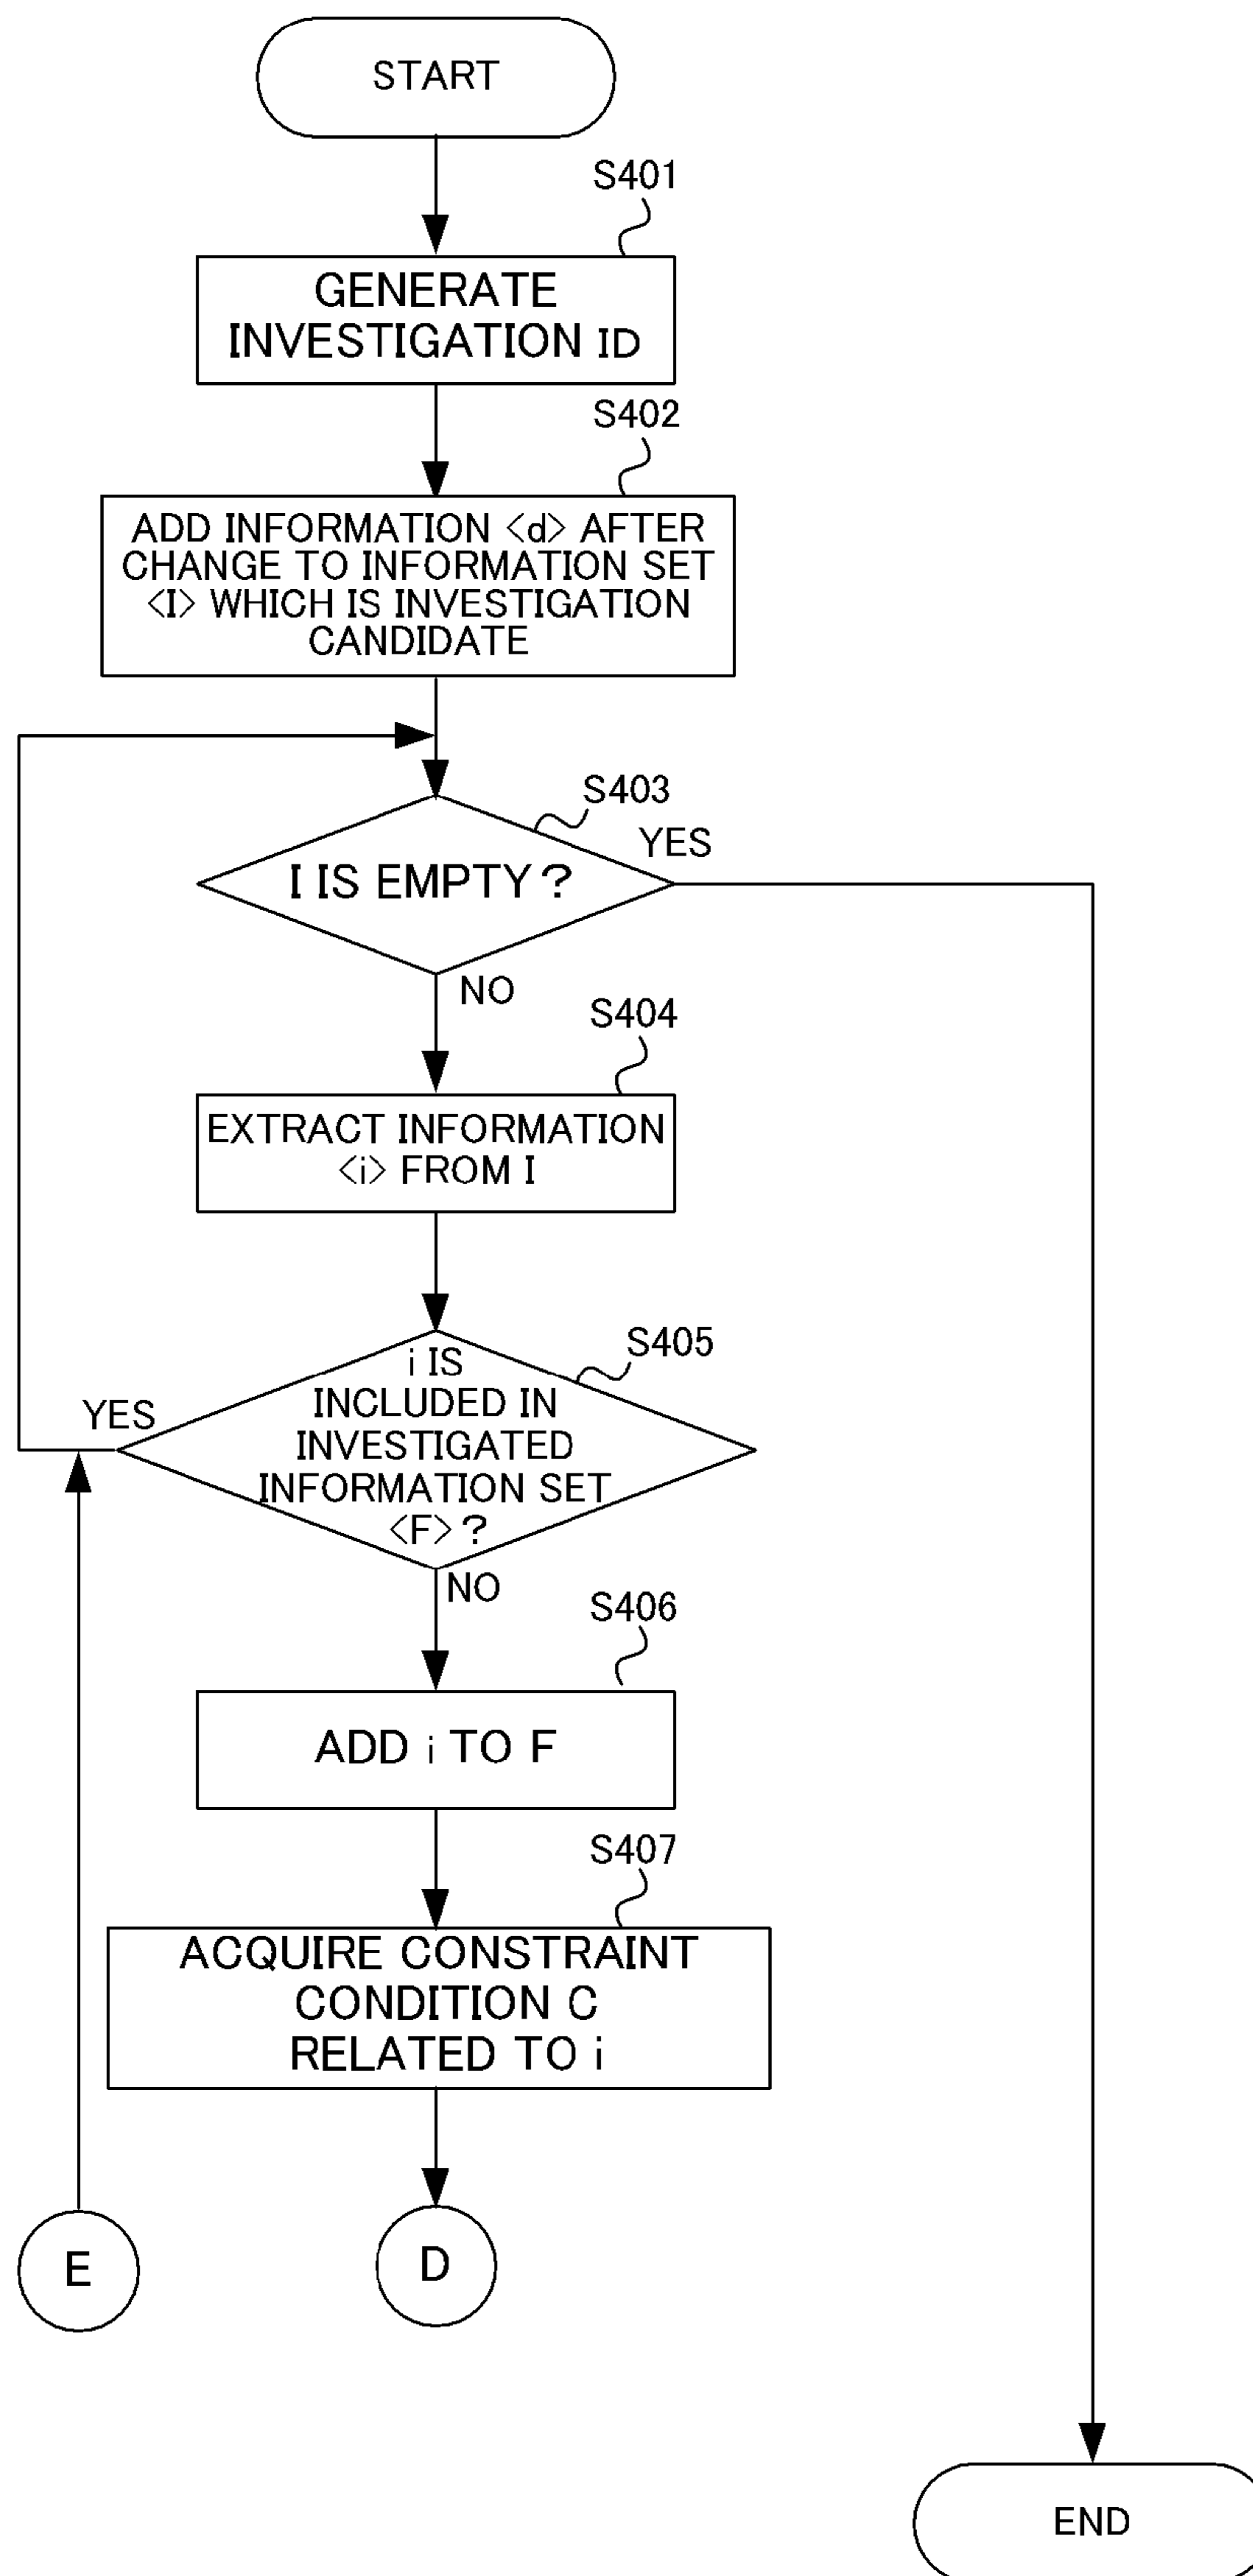 START
S401
GENERATE
INVESTIGATION ID
S402
ADD INFORMATION <d> AFTER
CHANGE TO INFORMATION SET
<I> WHICH IS INVESTIGATION
CANDIDATE
S403
YES
I IS EMPTY?
NO
S404
EXTRACT INFORMATION
<i> FROM I
S405
YES
i IS
INCLUDED IN
INVESTIGATED
INFORMATION SET
<F>?
NO
S406
ADD i TO F
S407
ACQUIRE CONSTRAINT
CONDITION C
RELATED TO i
E
D
END